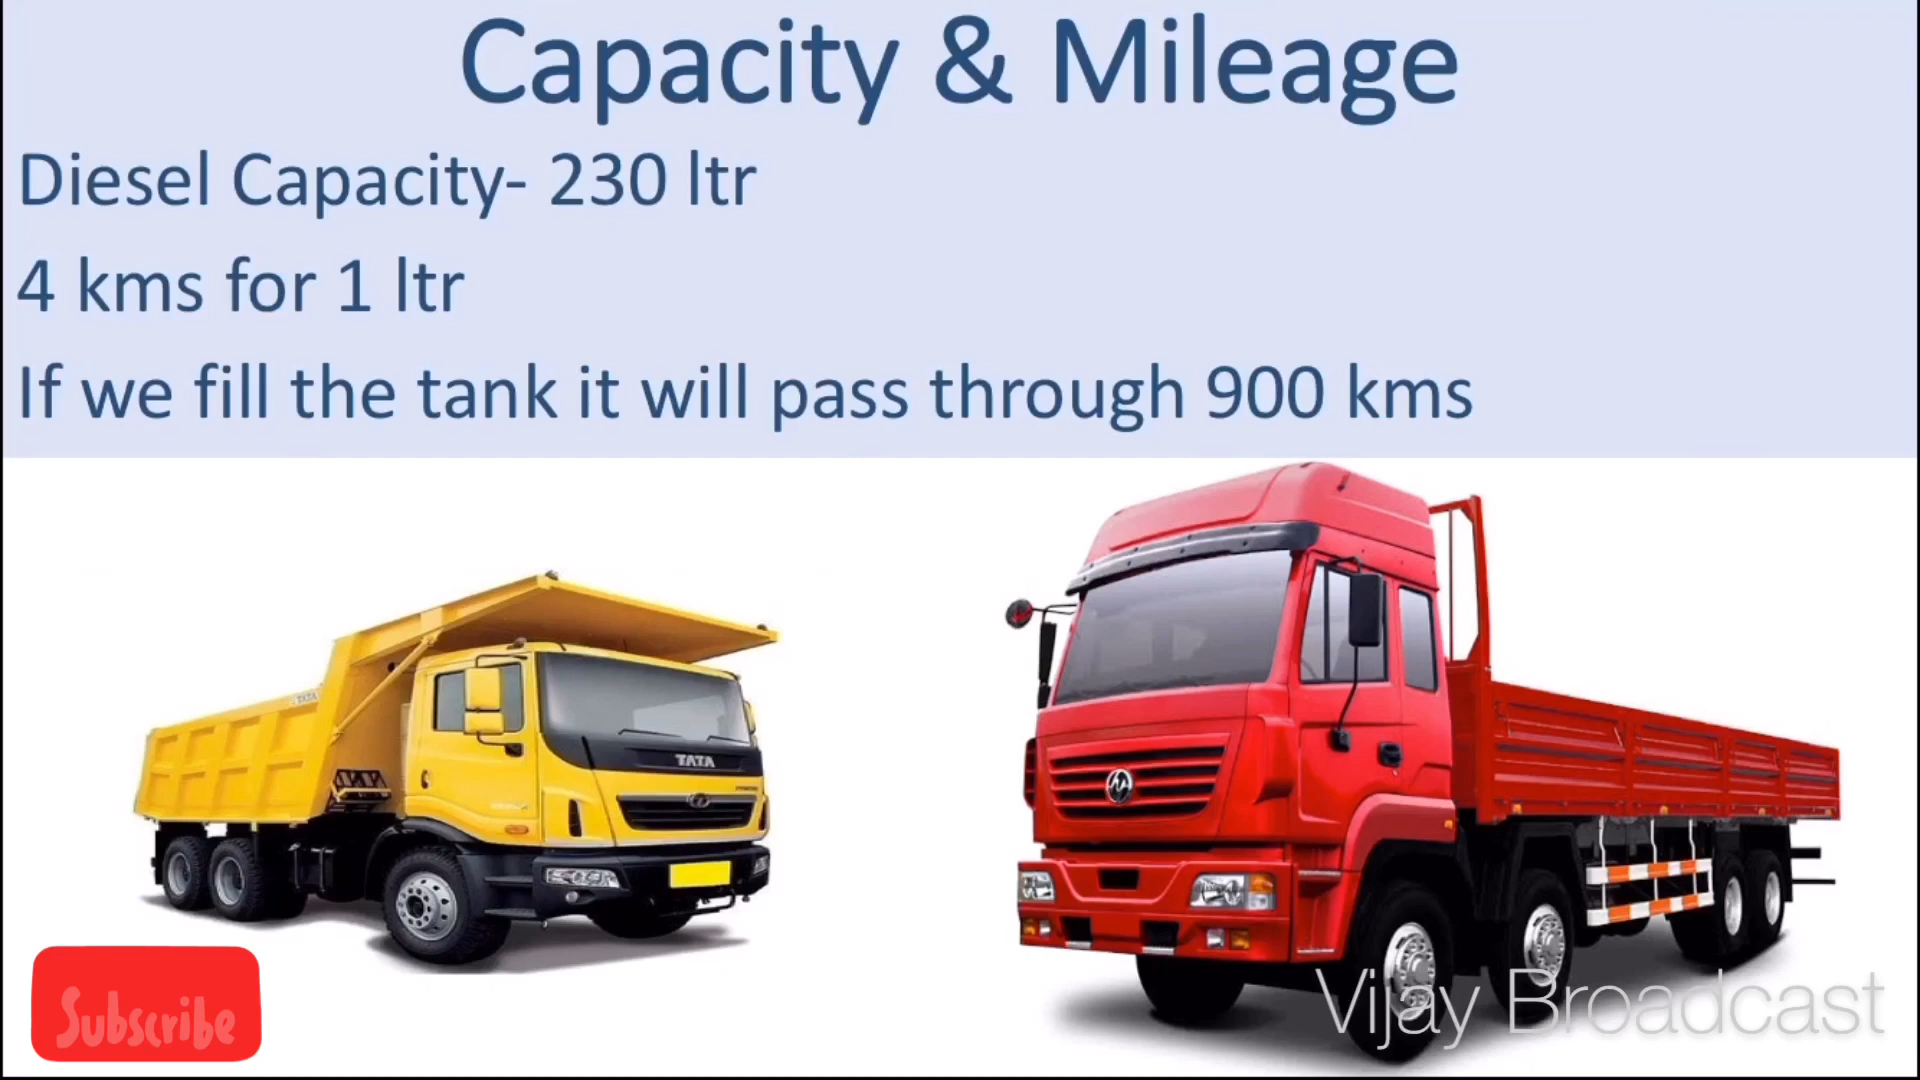 Capacity & Mileage
Diesel Capacity- 230 ltr
4 kms for 1 ltr
If we fill the tank it will pass through 900 kms
TATA
TATA
Subscribe
Vijay Broadcast